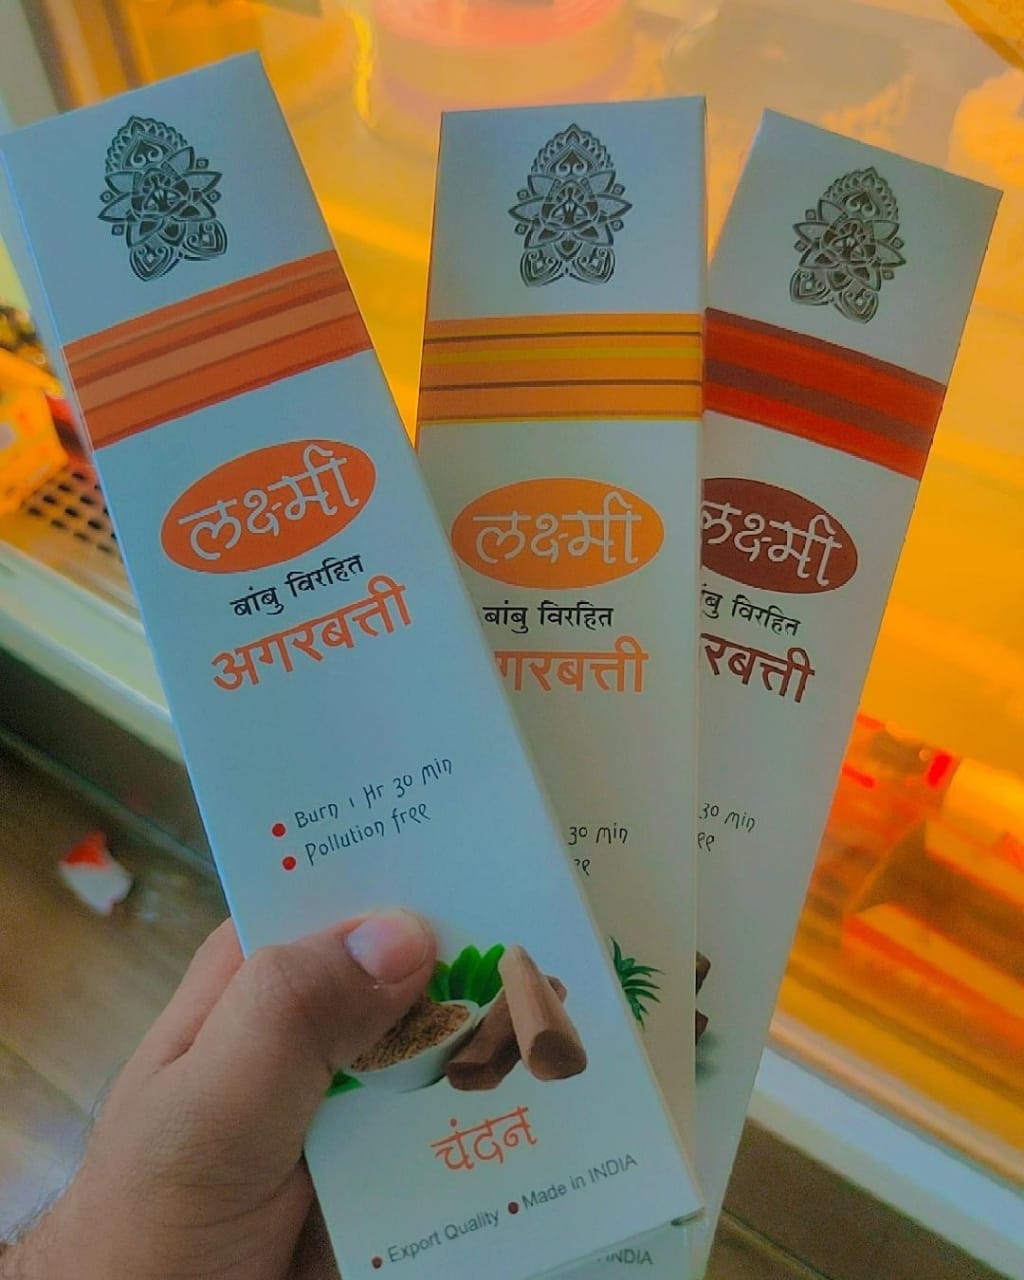 लक्ष्मी
बांबु विरहित
अगरबत्ती
Burn 1 Hr 30 min
Pollution free
चंदन
Export Quality • Made in INDIA
लक्ष्मी
बांबु विरहित
गरबत्ती
30 min
INDIA
लक्ष्मी
विरहित
रबत्ती
30 min